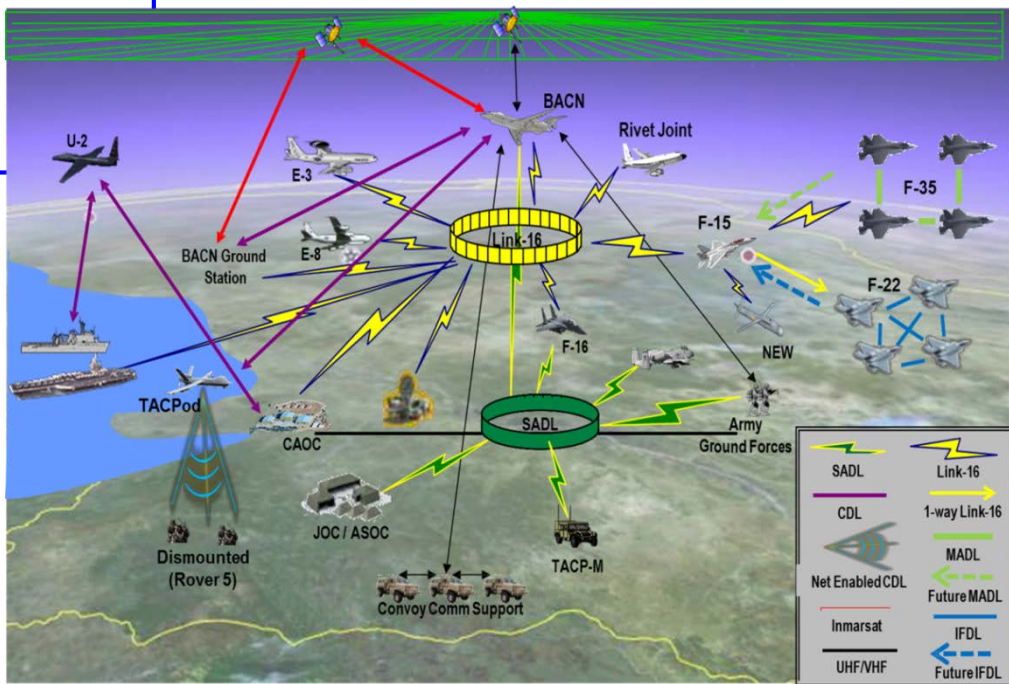 BACN
U-2
Rivet Joint
E-3
F-35
F-15
Link-16
BACN Ground
Station
E-8
F-22
F-16
NEW
TACPod
SADL
CAOC
Army
Ground Forces
JOC / ASOC
TACP-M
Dismounted
(Rover 5)
Convoy Comm Support
SADL
Link-16
CDL
1-way Link-16
Net Enabled CDL
MADL
Future MADL
Inmarsat
IFDL
UHF/VHF
Future IFDL